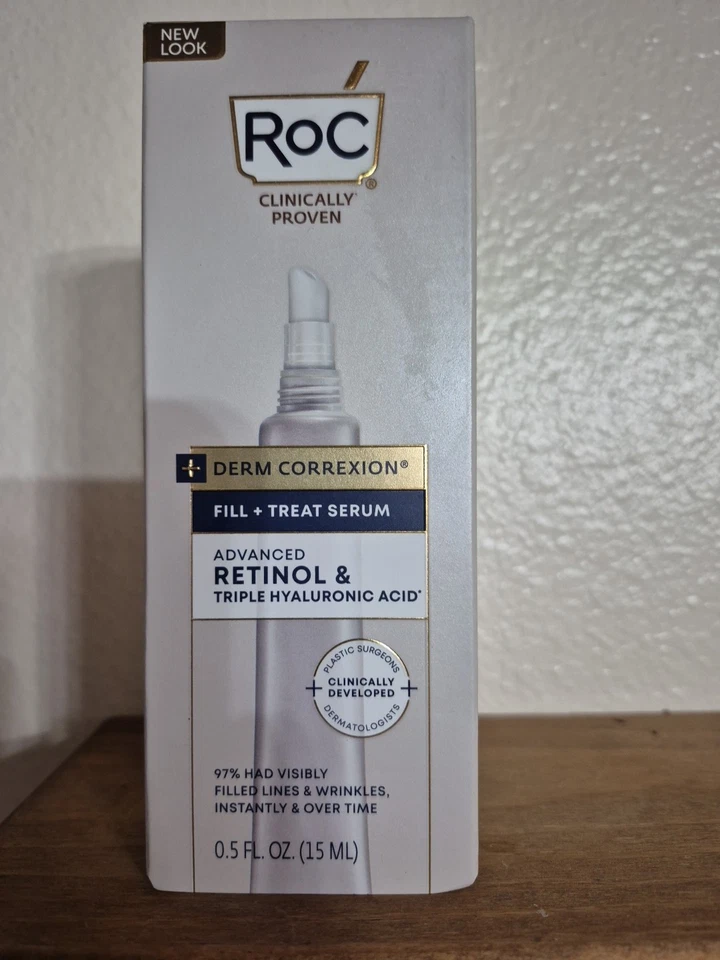 NEW
LOOK
RoC
®
CLINICALLY*
PROVEN
+ DERM CORREXION®
FILL + TREAT SERUM
ADVANCED
RETINOL &
TRIPLE HYALURONIC ACID*
PLASTIC SURGEONS
+ CLINICALLY +
DEVELOPED
DERMATOLOGISTS
97% HAD VISIBLY
FILLED LINES & WRINKLES,
INSTANTLY & OVER TIME
0.5 FL. OZ. (15 ML)